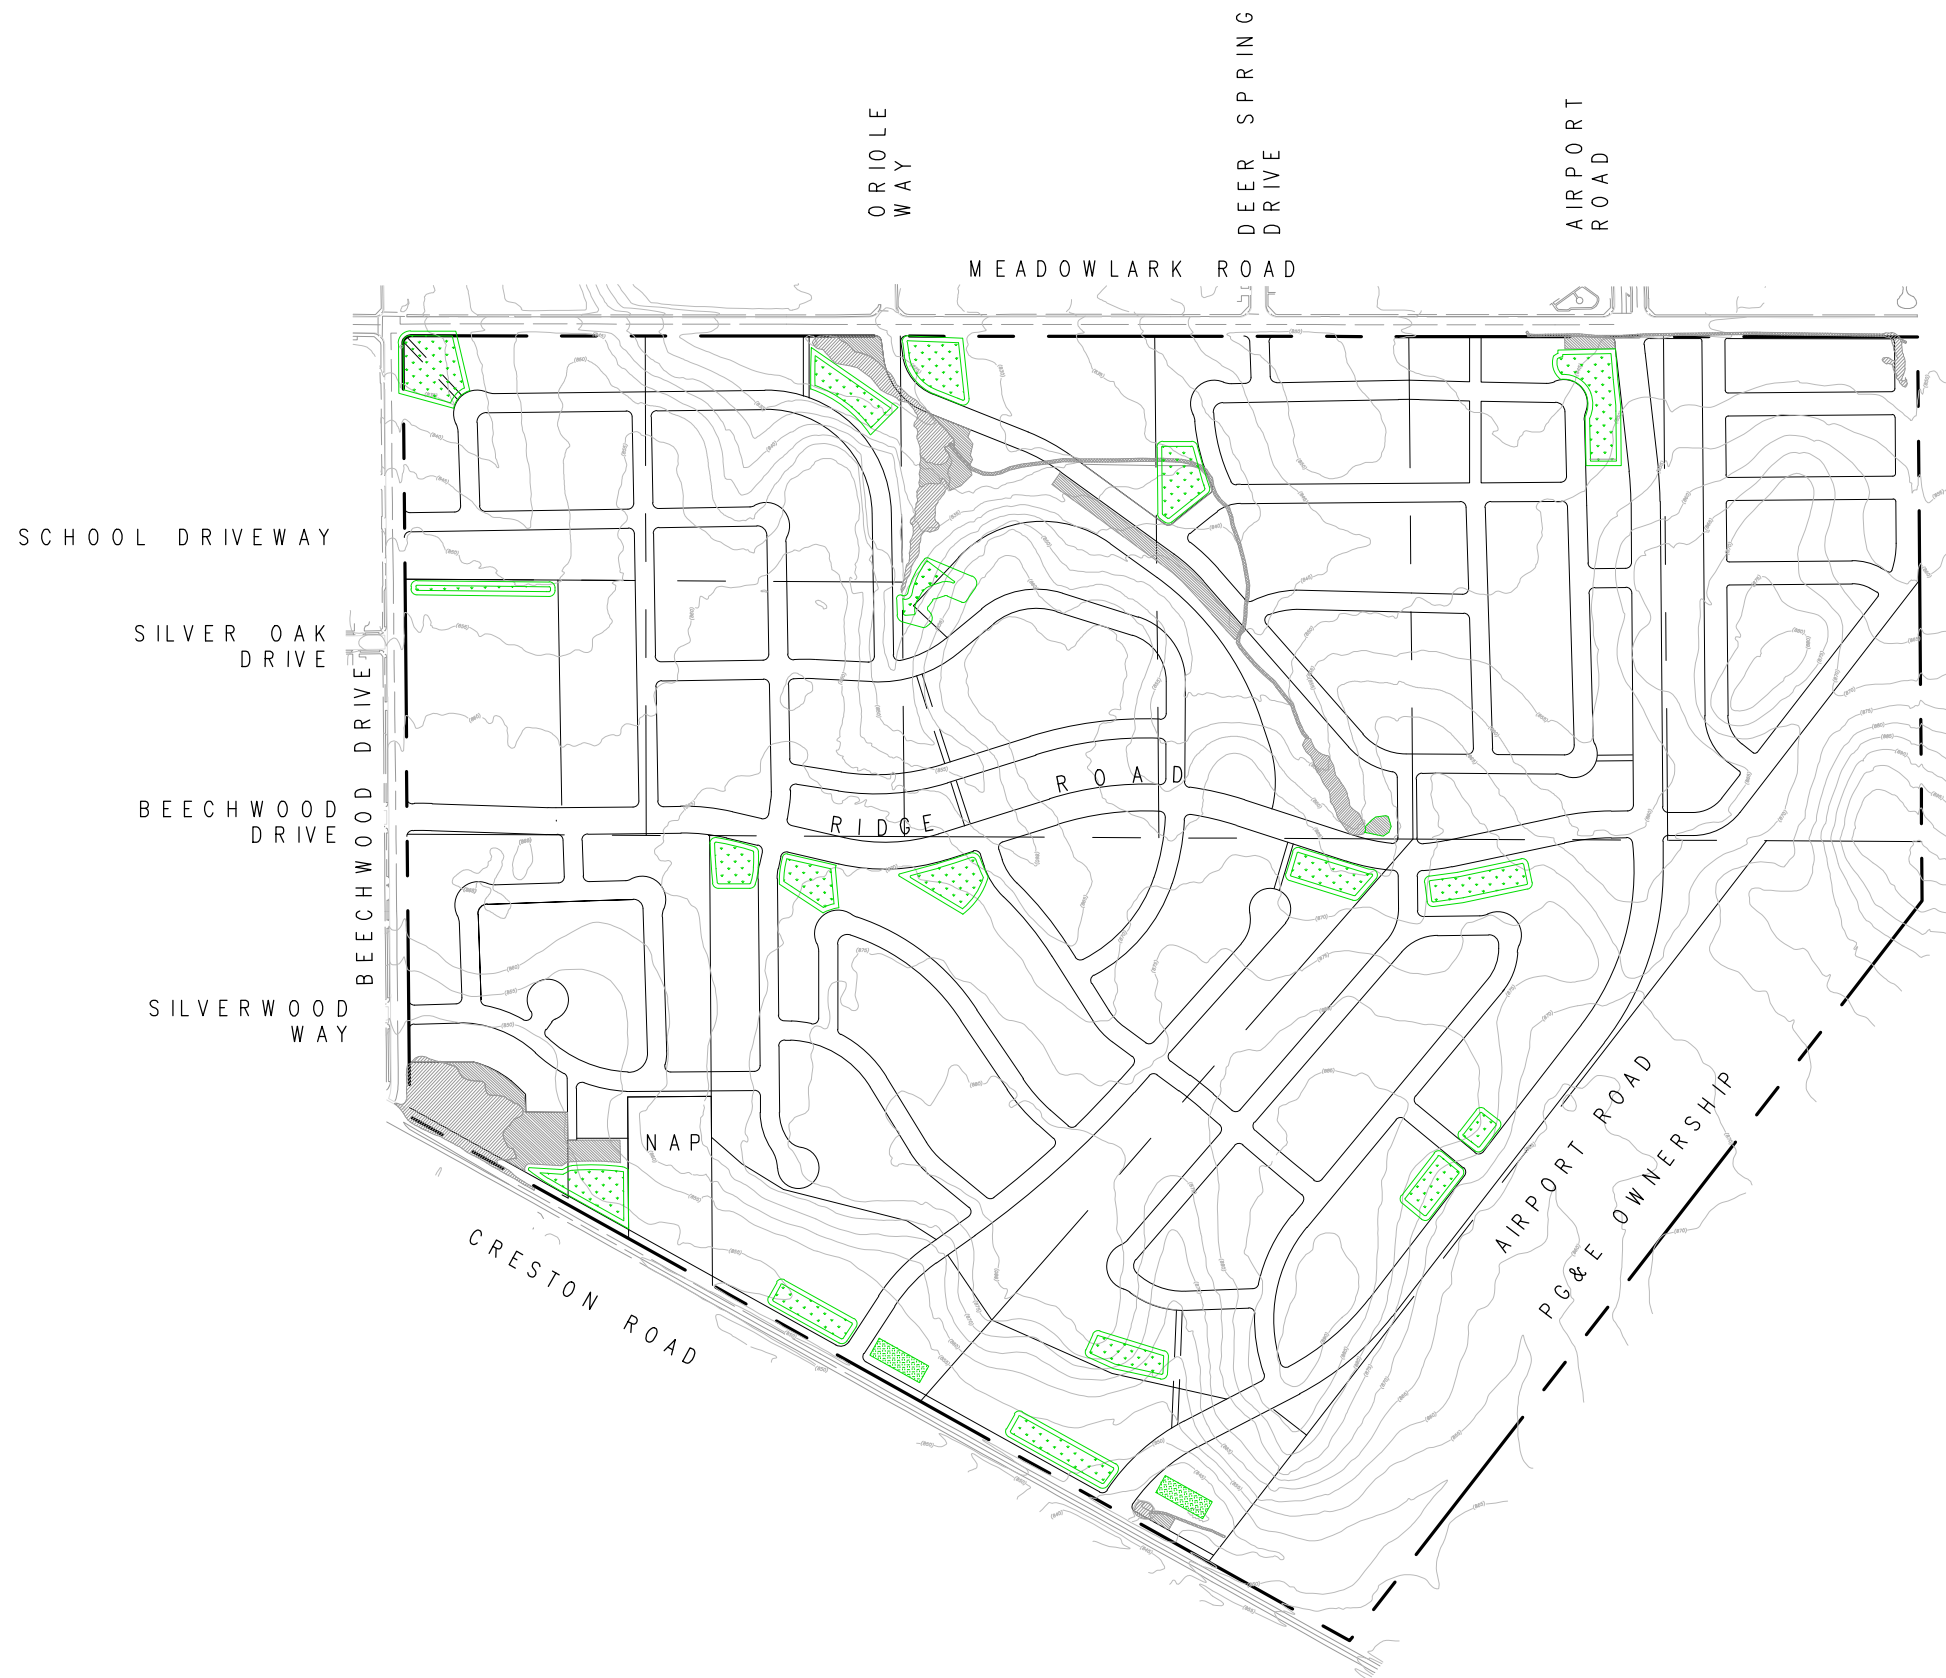 ORIOLE
WAY
DEER SPRING
DRIVE
AIRPORT
ROAD
MEADOWLARK ROAD
SCHOOL DRIVEWAY
SILVER OAK
DRIVE
BEECHWOOD DRIVE
BEECHWOOD
DRIVE
RIDGE ROAD
SILVERWOOD
WAY
NAP
CRESTON ROAD
AIRPORT ROAD
PG&E OWNERSHIP